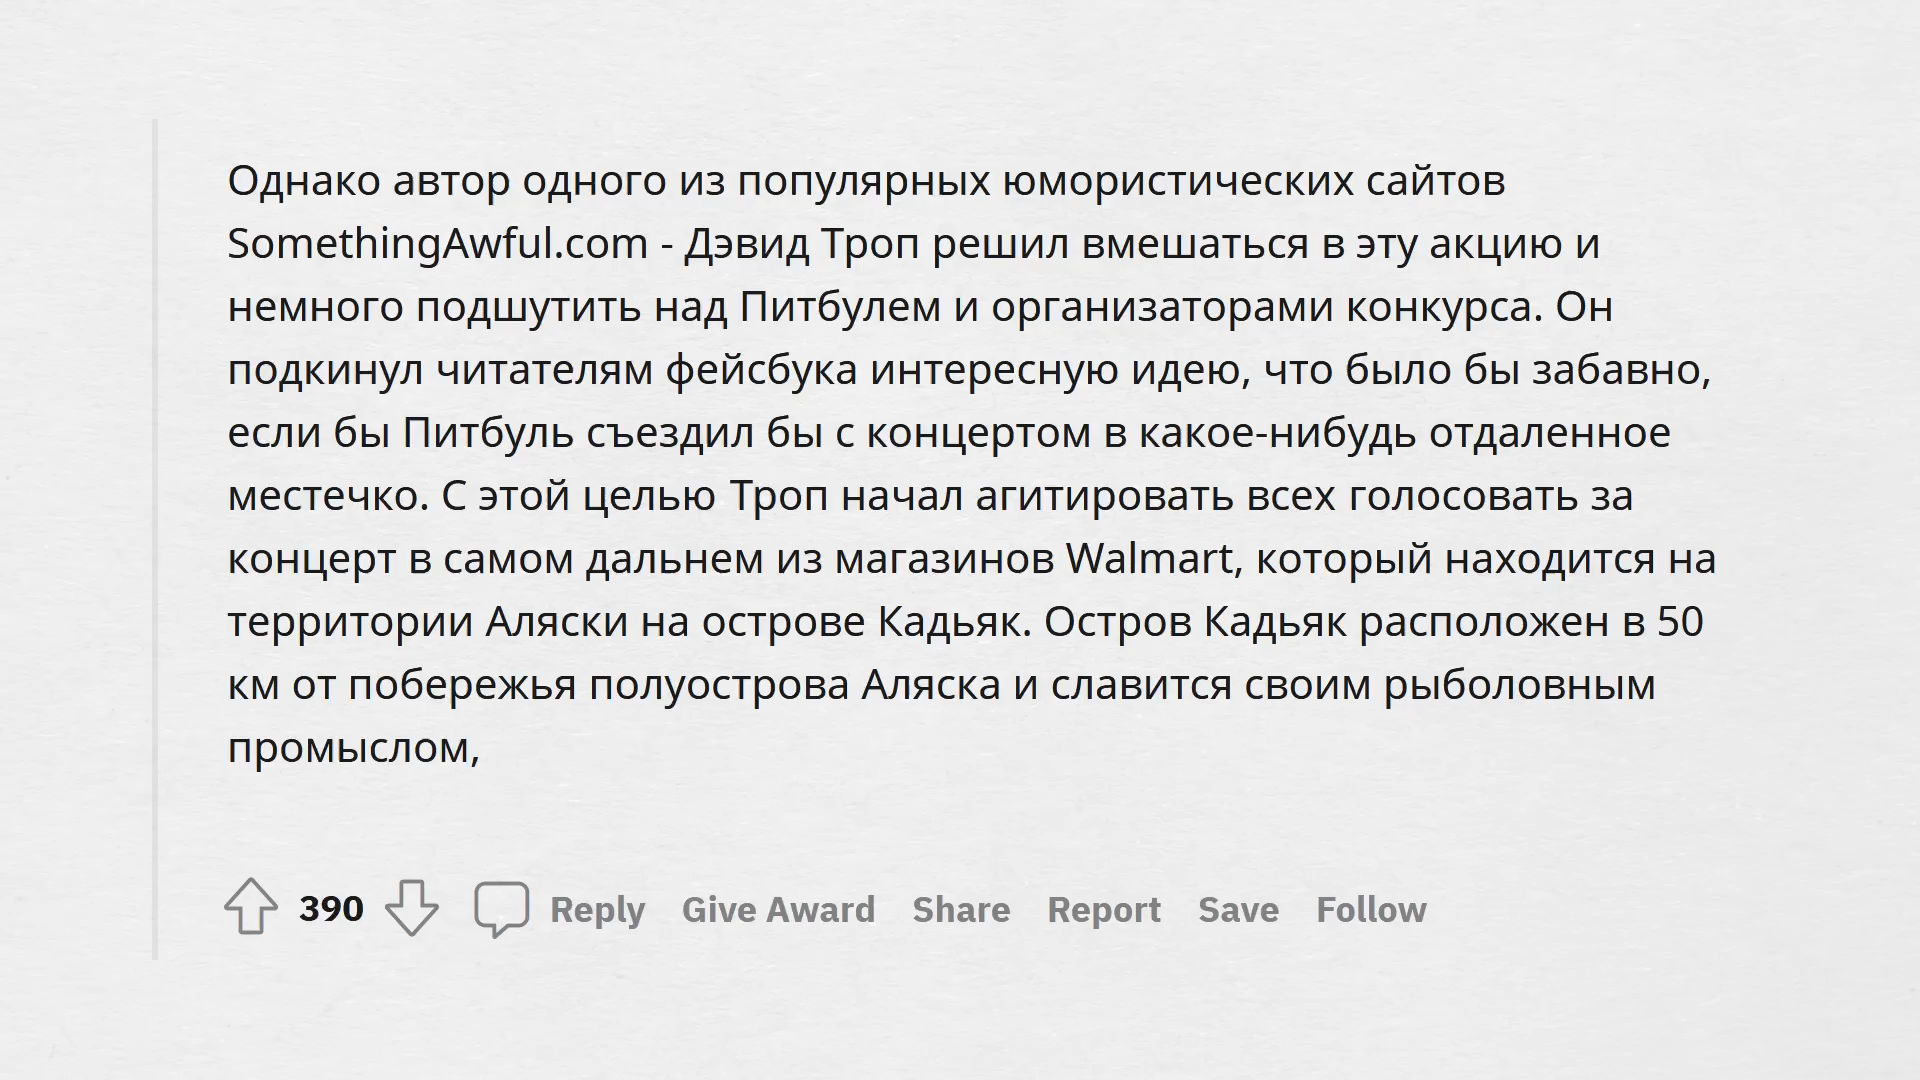 Однако автор одного из популярных юмористических сайтов
SomethingAwful.com - Дэвид Троп решил вмешаться в эту акцию и
немного подшутить над Питбулем и организаторами конкурса. Он
подкинул читателям фейсбука интересную идею, что было бы забавно,
если бы Питбуль съездил бы с концертом в какое-нибудь отдаленное
местечко. С этой целью Троп начал агитировать всех голосовать за
концерт в самом дальнем из магазинов Walmart, который находится на
территории Аляски на острове Кадьяк. Остров Кадьяк расположен в 50
км от побережья полуострова Аляска и славится своим рыболовным
промыслом,
390 Reply Give Award Share Report Save Follow